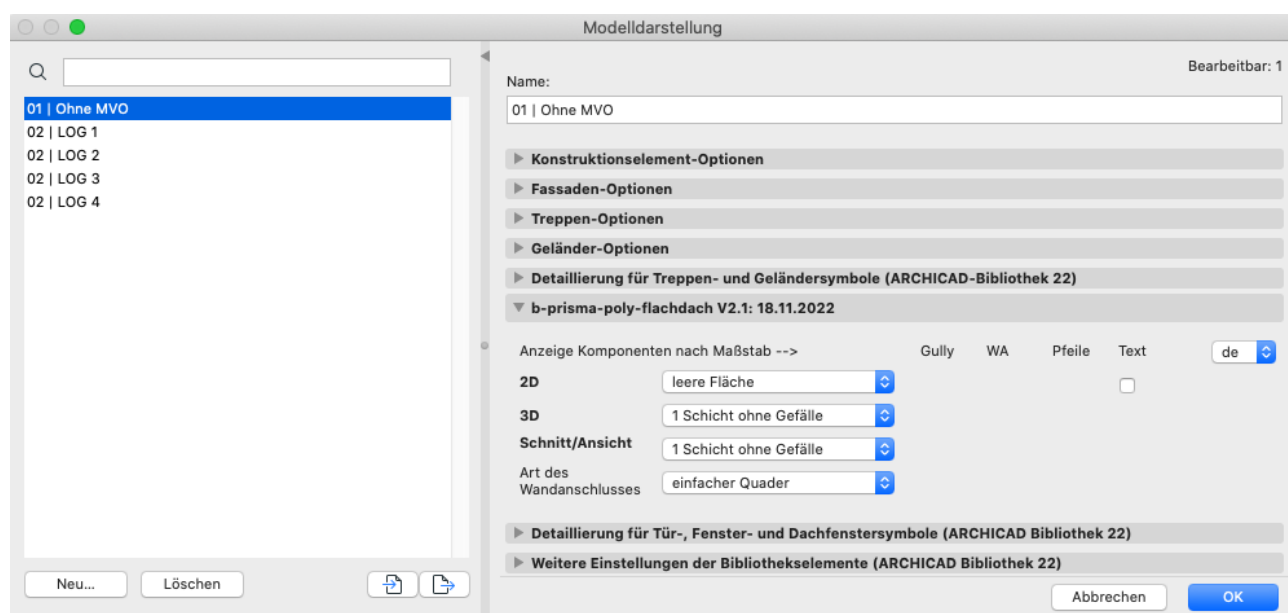 Modelldarstellung
01 | Ohne MVO
02 | LOG 1
02 | LOG 2
02 | LOG 3
02 | LOG 4
Neu...
Löschen
Bearbeitbar: 1
Name:
01 | Ohne MVO
Konstruktionselement-Optionen
Fassaden-Optionen
Treppen-Optionen
Geländer-Optionen
Detaillierung für Treppen- und Geländersymbole (ARCHICAD-Bibliothek 22)
b-prisma-poly-flachdach V2.1: 18.11.2022
Anzeige Komponenten nach Maßstab --> Gully WA Pfeile Text de
2D leere Fläche
3D 1 Schicht ohne Gefälle
Schnitt/Ansicht 1 Schicht ohne Gefälle
Art des
Wandanschlusses einfacher Quader
Detaillierung für Tür-, Fenster- und Dachfenstersymbole (ARCHICAD Bibliothek 22)
Weitere Einstellungen der Bibliothekselemente (ARCHICAD Bibliothek 22)
Abbrechen OK